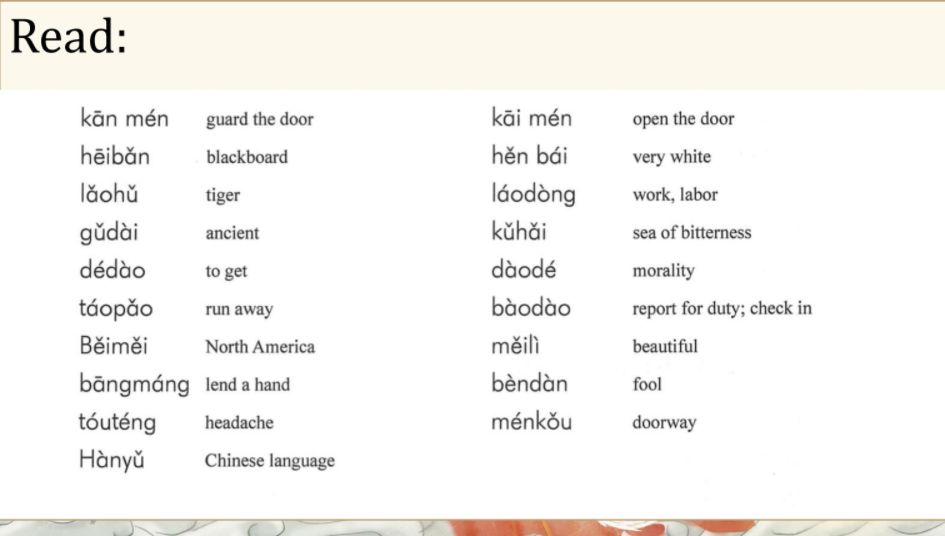 Read:
kān mén guard the door kāi mén open the door
hēibǎn blackboard hěn bái very white
lǎohǔ tiger láodòng work, labor
gǔdài ancient kǔhǎi sea of bitterness
dédào to get dàodé morality
táopǎo run away bàodào report for duty; check in
Běiměi North America měilì beautiful
bāngmáng lend a hand bèndàn fool
tóuténg headache ménkǒu doorway
Hànyǔ Chinese language